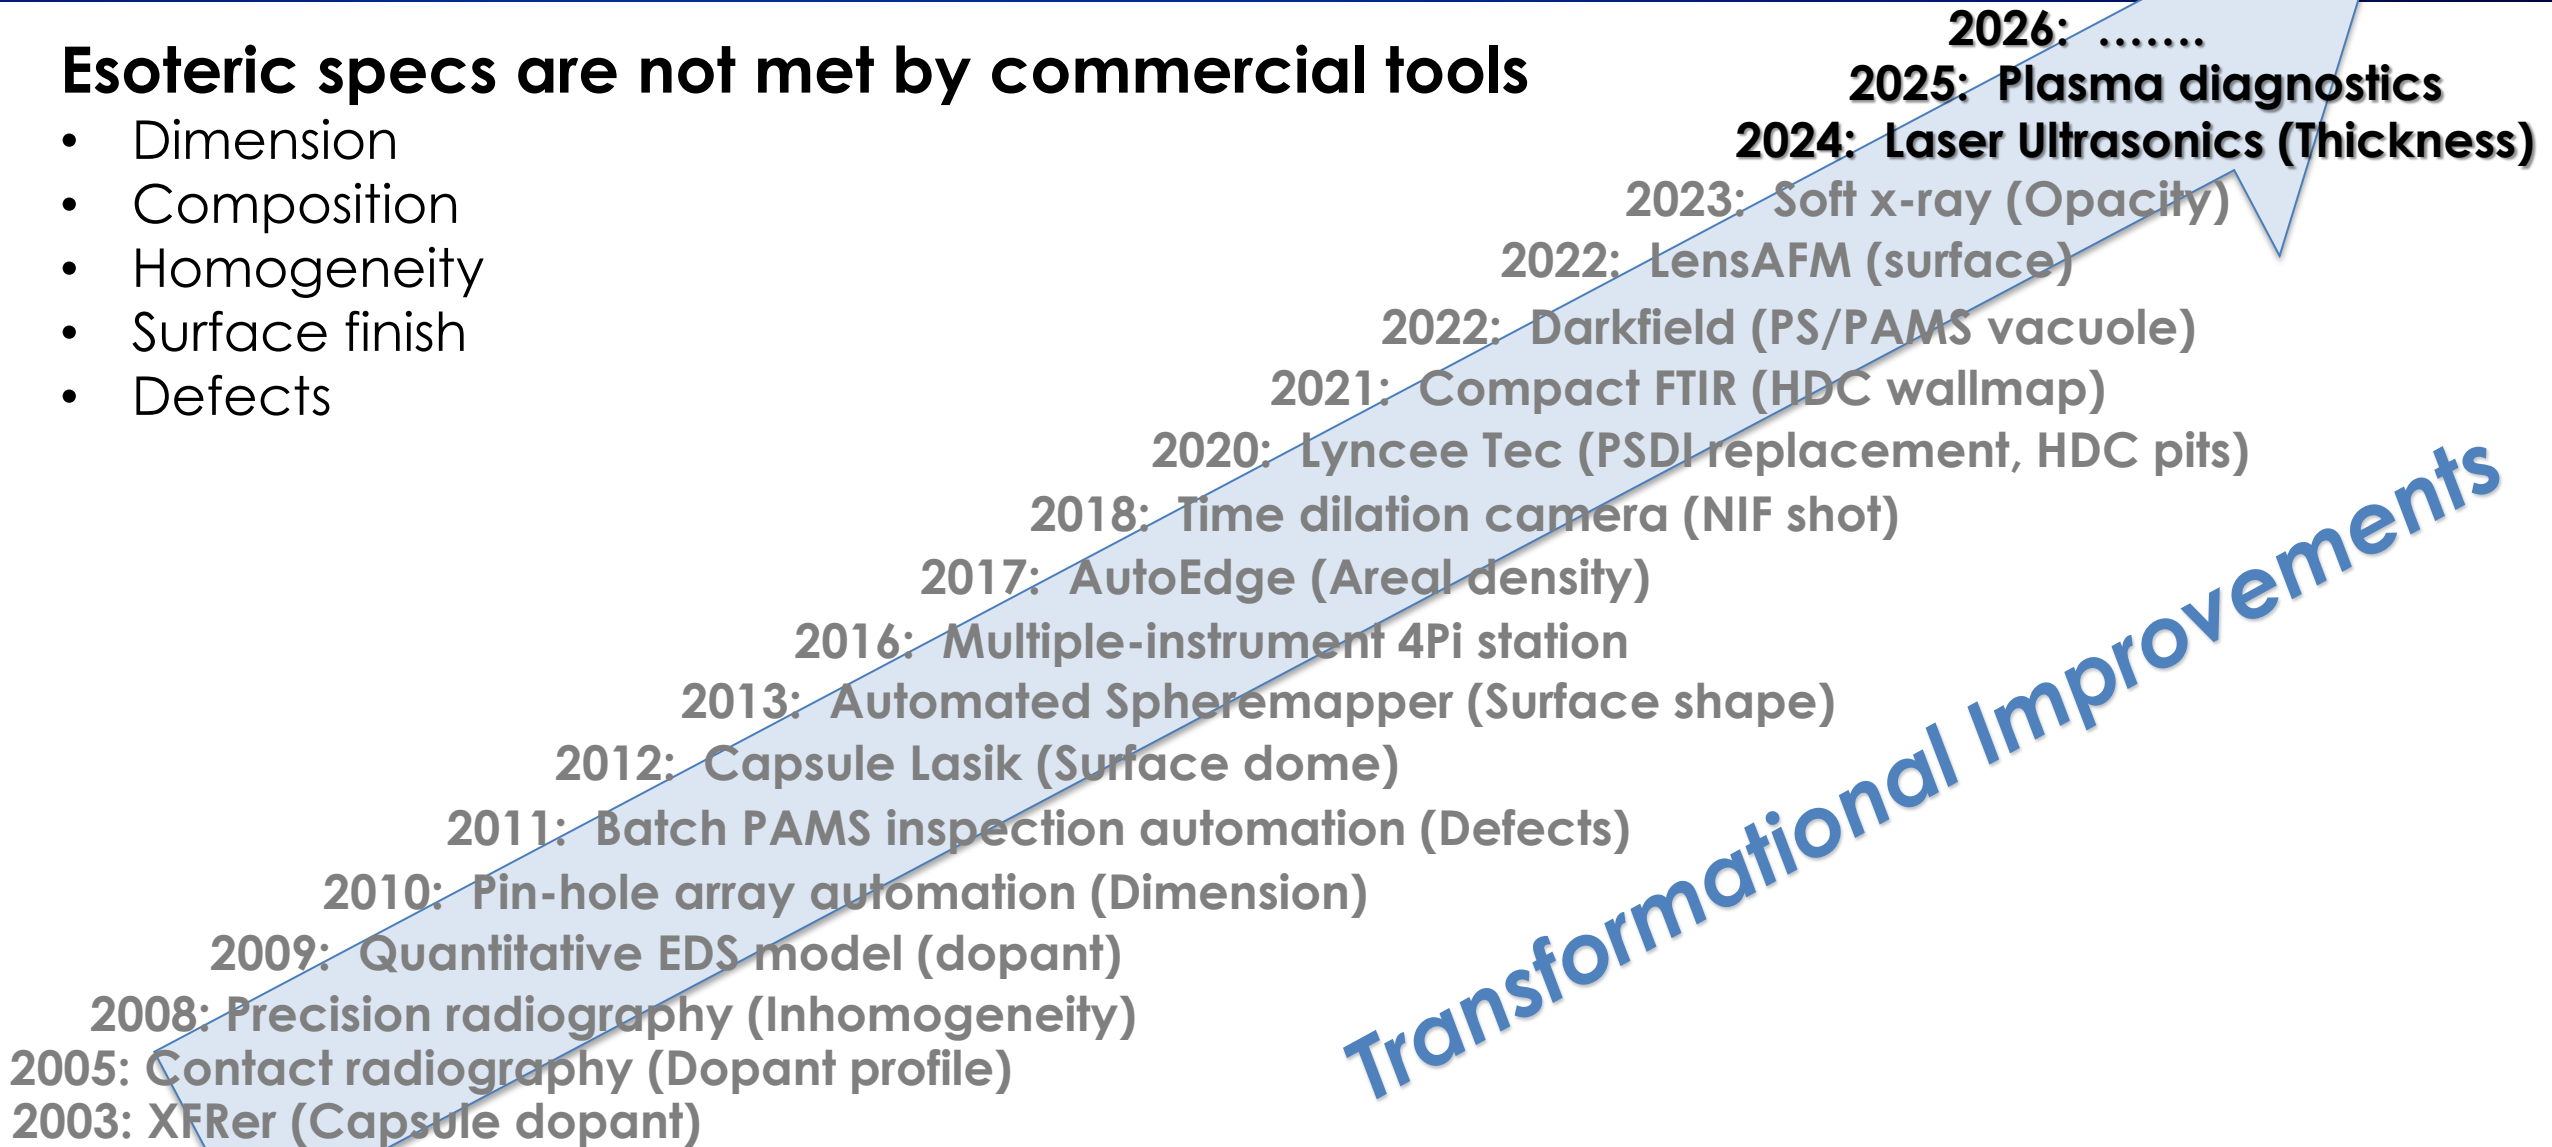 Esoteric specs are not met by commercial tools
• Dimension
• Composition
• Homogeneity
• Surface finish
• Defects
2026: …….
2025: Plasma diagnostics
2024: Laser Ultrasonics (Thickness)
2023: Soft x-ray (Opacity)
2022: LensAFM (surface)
2022: Darkfield (PS/PAMS vacuole)
2021: Compact FTIR (HDC wallmap)
2020: Lyncee Tec (PSDI replacement, HDC pits)
2018: Time dilation camera (NIF shot)
2017: AutoEdge (Areal density)
2016: Multiple-instrument 4Pi station
2013: Automated Spheremapper (Surface shape)
2012: Capsule Lasik (Surface dome)
2011: Batch PAMS inspection automation (Defects)
2010: Pin-hole array automation (Dimension)
2009: Quantitative EDS model (dopant)
2008: Precision radiography (Inhomogeneity)
2005: Contact radiography (Dopant profile)
2003: XFRer (Capsule dopant)
Transformational Improvements